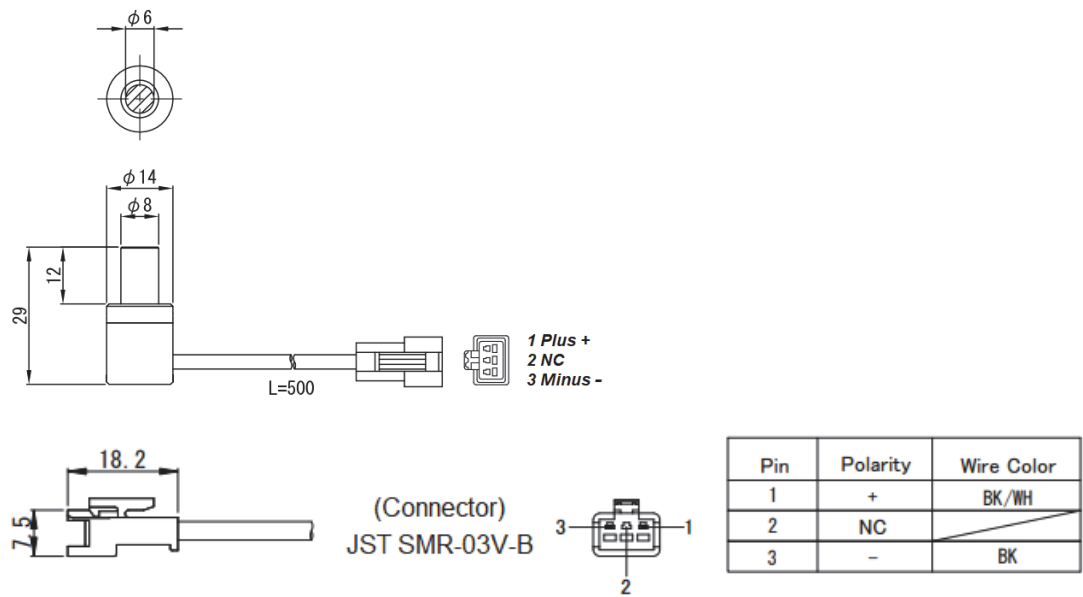 φ6
φ14
φ8
12
29
L=500
1 Plus +
2 NC
3 Minus -
18.2
7.5
(Connector)
JST SMR-03V-B
3
1
2
Pin Polarity Wire Color
1 + BK/WH
2 NC
3 - BK